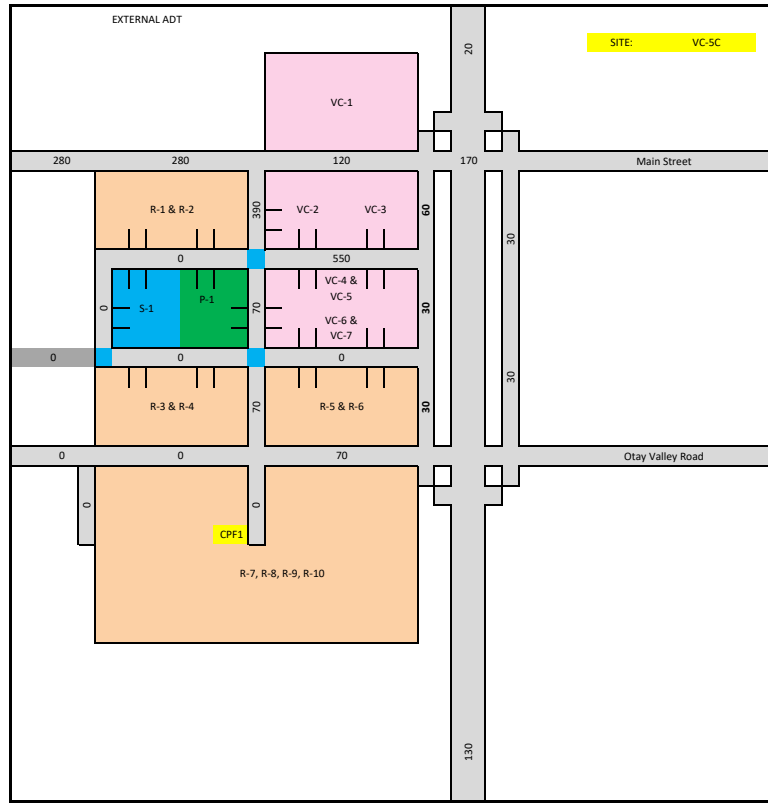 EXTERNAL ADT
20
SITE: VC-5C
VC-1
280 280 120 170 Main Street
R-1 & R-2
390
VC-2 VC-3
60
30
0 550
S-1
P-1
0
70
VC-4 &
VC-5
VC-6 &
VC-7
30
0 0 0
R-3 & R-4
70
R-5 & R-6
30
30
0 0 70 Otay Valley Road
0
0
CPF1
R-7, R-8, R-9, R-10
130